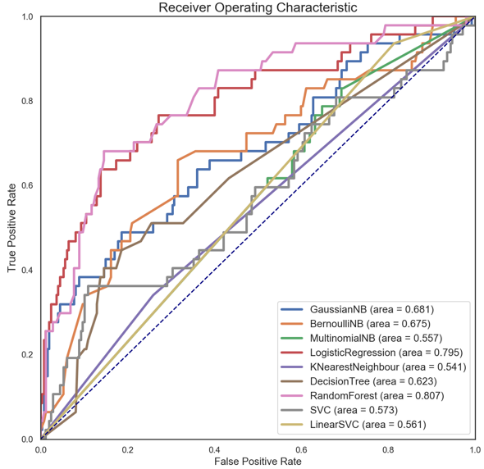 Receiver Operating Characteristic
1.0
0.8
0.6
0.4
0.2
0.0
True Positive Rate
GaussianNB (area = 0.681)
BernoulliNB (area = 0.675)
MultinomialNB (area = 0.557)
LogisticRegression (area = 0.795)
KNearestNeighbour (area = 0.541)
DecisionTree (area = 0.623)
RandomForest (area = 0.807)
SVC (area = 0.573)
LinearSVC (area = 0.561)
0.0 0.2 0.4 0.6 0.8 1.0
False Positive Rate